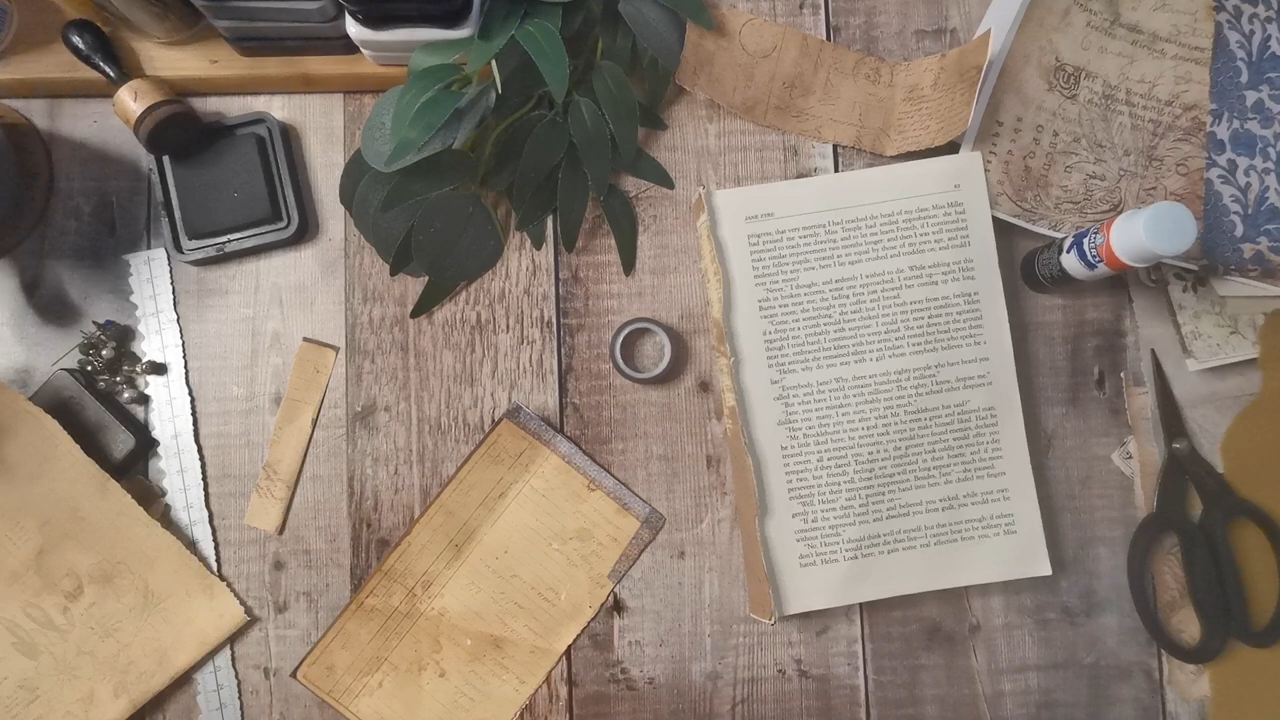 JANE EYRE 63
progress; that very morning I had reached the head of my class; Miss Miller
had praised me warmly; Miss Temple had smiled approbation; she had
promised to teach me drawing, and to let me learn French, if I continued to
make similar improvement two months longer: and then I was well received
by my fellow-pupils; treated as an equal by those of my own age, and not
molested by any; now, here I lay again crushed and trodden on; and could I
ever rise more?
"Never," I thought; and ardently I wished to die. While sobbing out this
wish in broken accents, some one approached: I started up—again Helen
Burns was near me; the fading fires just showed her coming up the long,
vacant room; she brought my coffee and bread.
"Come, eat something," she said; but I put both away from me, feeling as
if a drop or a crumb would have choked me in my present condition. Helen
regarded me, probably with surprise: I could not now abate my agitation,
though I tried hard; I continued to weep aloud. She sat down on the ground
near me, embraced her knees with her arms, and rested her head upon them;
in that attitude she remained silent as an Indian. I was the first who spoke—
"Helen, why do you stay with a girl whom everybody believes to be a
liar?"
"Everybody, Jane? Why, there are only eighty people who have heard you
called so, and the world contains hundreds of millions."
"But what have I to do with millions? The eighty, I know, despise me."
"Jane, you are mistaken: probably not one in the school either despises or
dislikes you: many, I am sure, pity you much."
"How can they pity me after what Mr. Brocklehurst has said?"
"Mr. Brocklehurst is not a god: nor is he even a great and admired man;
he is little liked here; he never took steps to make himself liked. Had he
treated you as an especial favourite, you would have found enemies, declared
or covert, all around you; as it is, the greater number would offer you
sympathy if they dared. Teachers and pupils may look coldly on you for a day
or two, but friendly feelings are concealed in their hearts; and if you
persevere in doing well, these feelings will ere long appear so much the more
evidently for their temporary suppression. Besides, Jane"—she paused.
"Well, Helen?" said I, putting my hand into hers: she chafed my fingers
gently to warm them, and went on—
"If all the world hated you, and believed you wicked, while your own
conscience approved you, and absolved you from guilt, you would not be
without friends."
"No; I know I should think well of myself; but that is not enough: if others
don't love me I would rather die than live—I cannot bear to be solitary and
hated, Helen. Look here; to gain some real affection from you, or Miss
ELMER'S